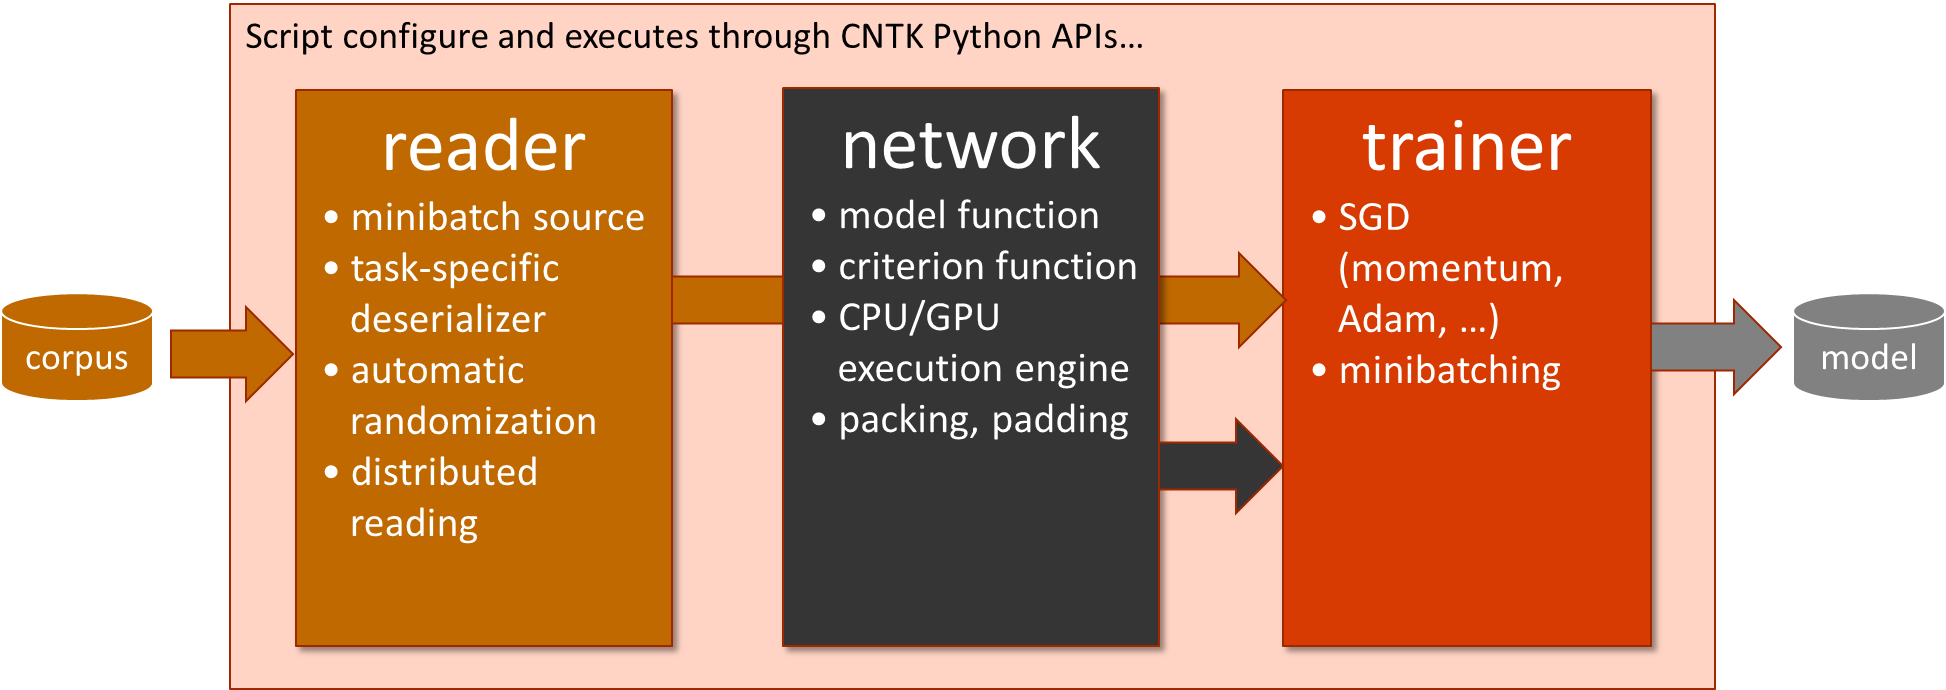 Script configure and executes through CNTK Python APIs…
corpus
reader
• minibatch source
• task-specific
deserializer
• automatic
randomization
• distributed
reading
network
• model function
• criterion function
• CPU/GPU
execution engine
• packing, padding
trainer
• SGD
(momentum,
Adam, …)
• minibatching
model